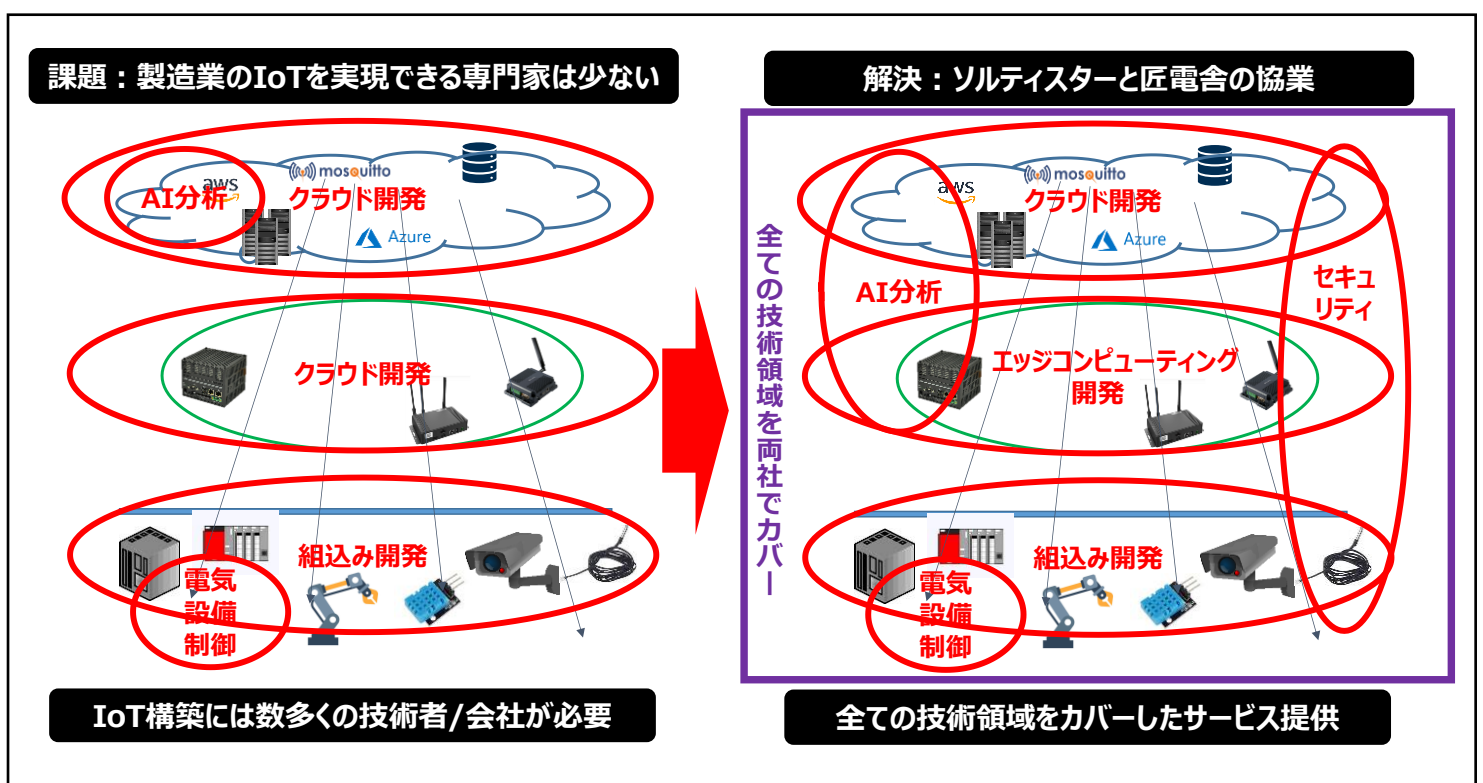 課題：製造業のIoTを実現できる専門家は少ない
AI分析
aws
mosquitto
クラウド開発
Azure
クラウド開発
組込み開発
電気
設備
制御
IoT構築には数多くの技術者/会社が必要
解決：ソルティスターと匠電舎の協業
全ての技術領域を両社でカバー
aws
mosquitto
クラウド開発
Azure
AI分析
セキュ
リティ
エッジコンピューティング
開発
組込み開発
電気
設備
制御
全ての技術領域をカバーしたサービス提供